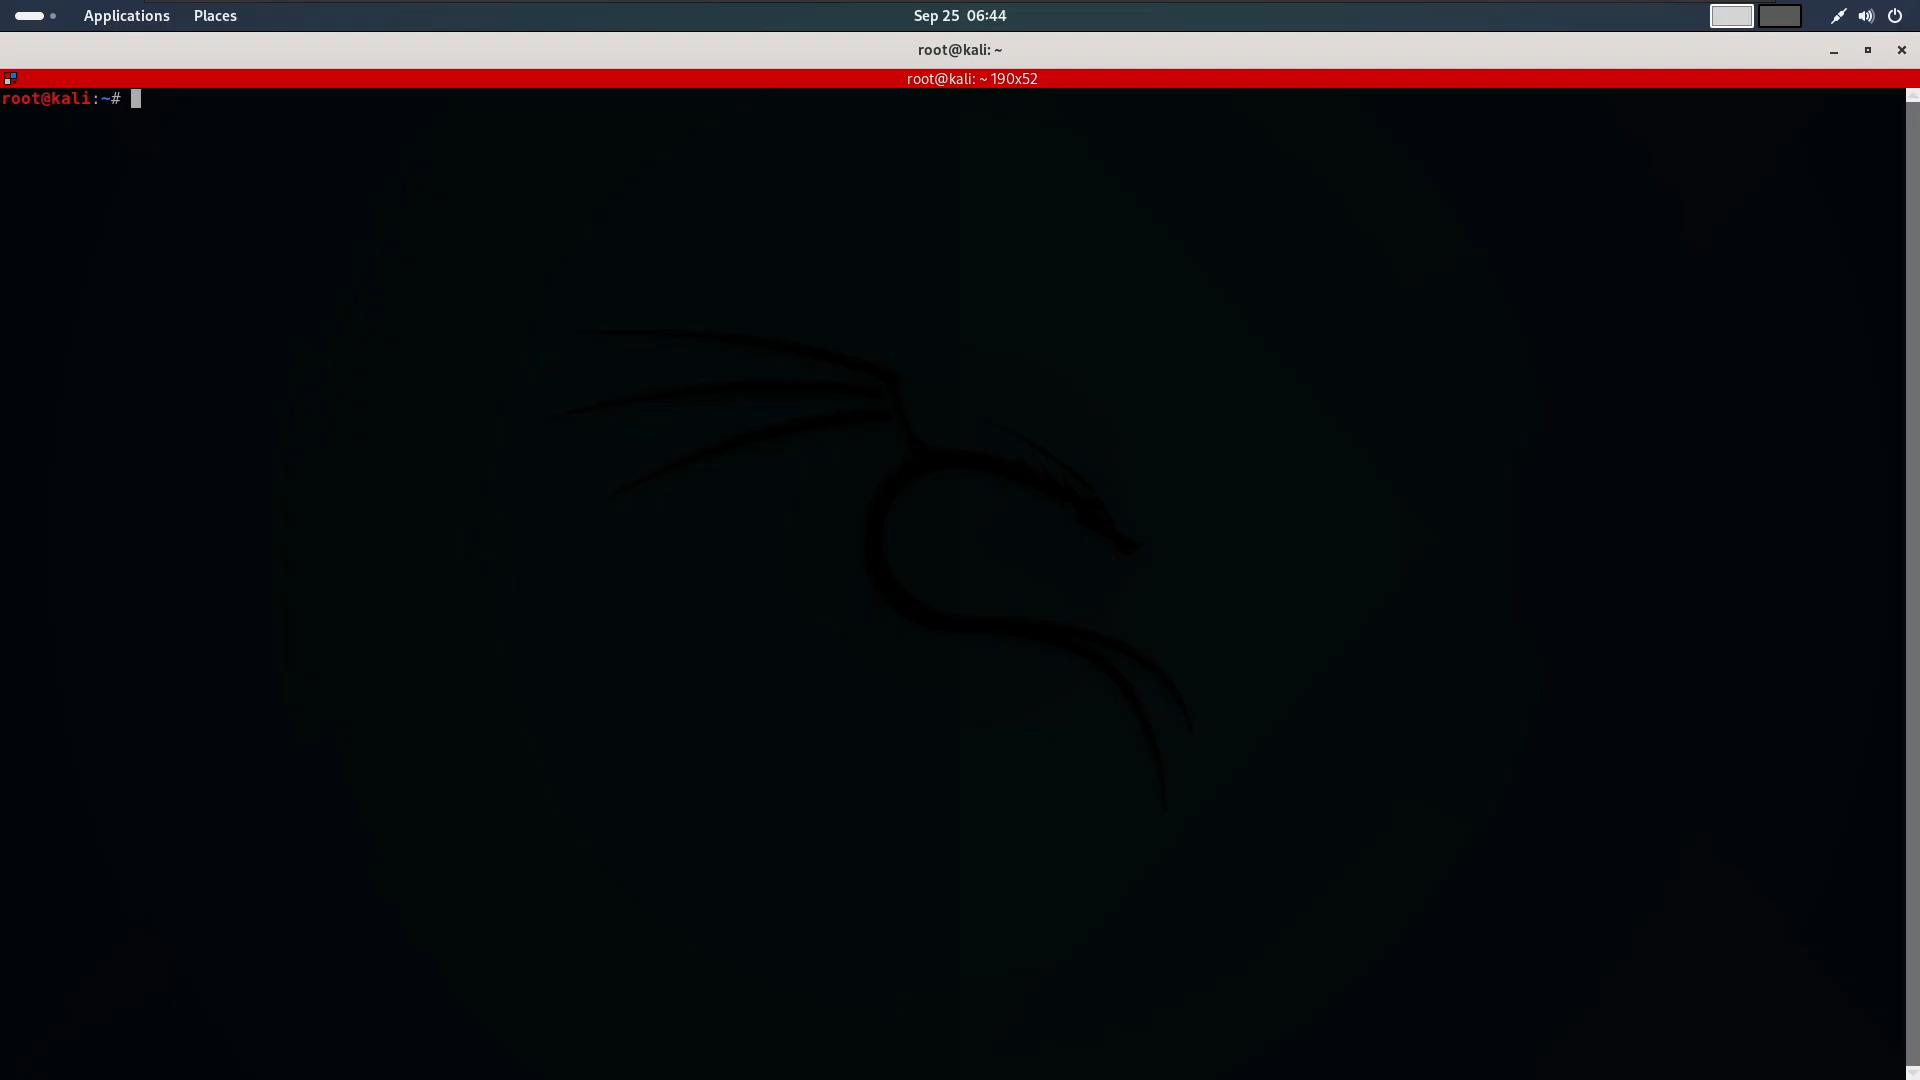 Applications Places Sep 25 06:44
root@kali: ~
root@kali: ~ 190x52
root@kali:~#